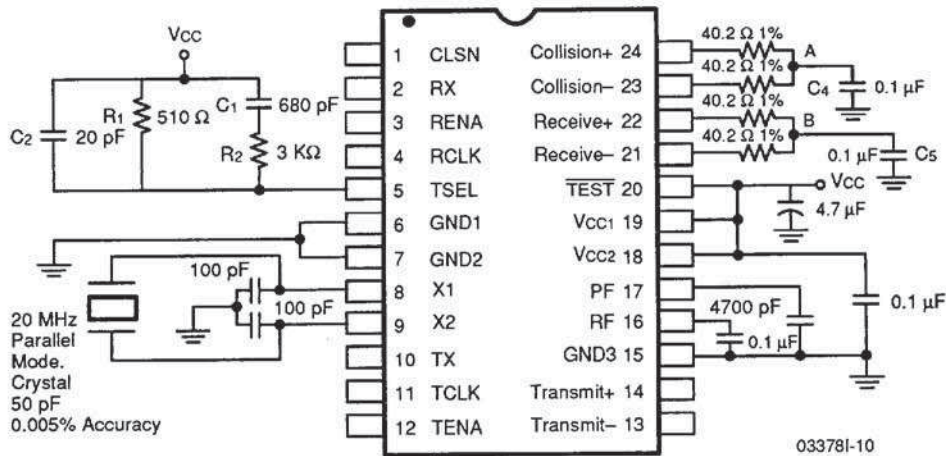 VCC
C2
20 pF
R1
510 Ω
C1
680 pF
R2
3 KΩ
100 pF
100 pF
20 MHz
Parallel
Mode.
Crystal
50 pF
0.005% Accuracy
1 CLSN
2 RX
3 RENA
4 RCLK
5 TSEL
6 GND1
7 GND2
8 X1
9 X2
10 TX
11 TCLK
12 TENA
Collision+ 24
Collision– 23
Receive+ 22
Receive– 21
TEST 20
VCC1 19
VCC2 18
PF 17
RF 16
GND3 15
Transmit+ 14
Transmit– 13
40.2 Ω 1%
A
40.2 Ω 1%
C4
0.1 µF
40.2 Ω 1%
B
40.2 Ω 1%
0.1 µF
C5
VCC
4.7 µF
4700 pF
0.1 µF
0.1 µF
03378I-10